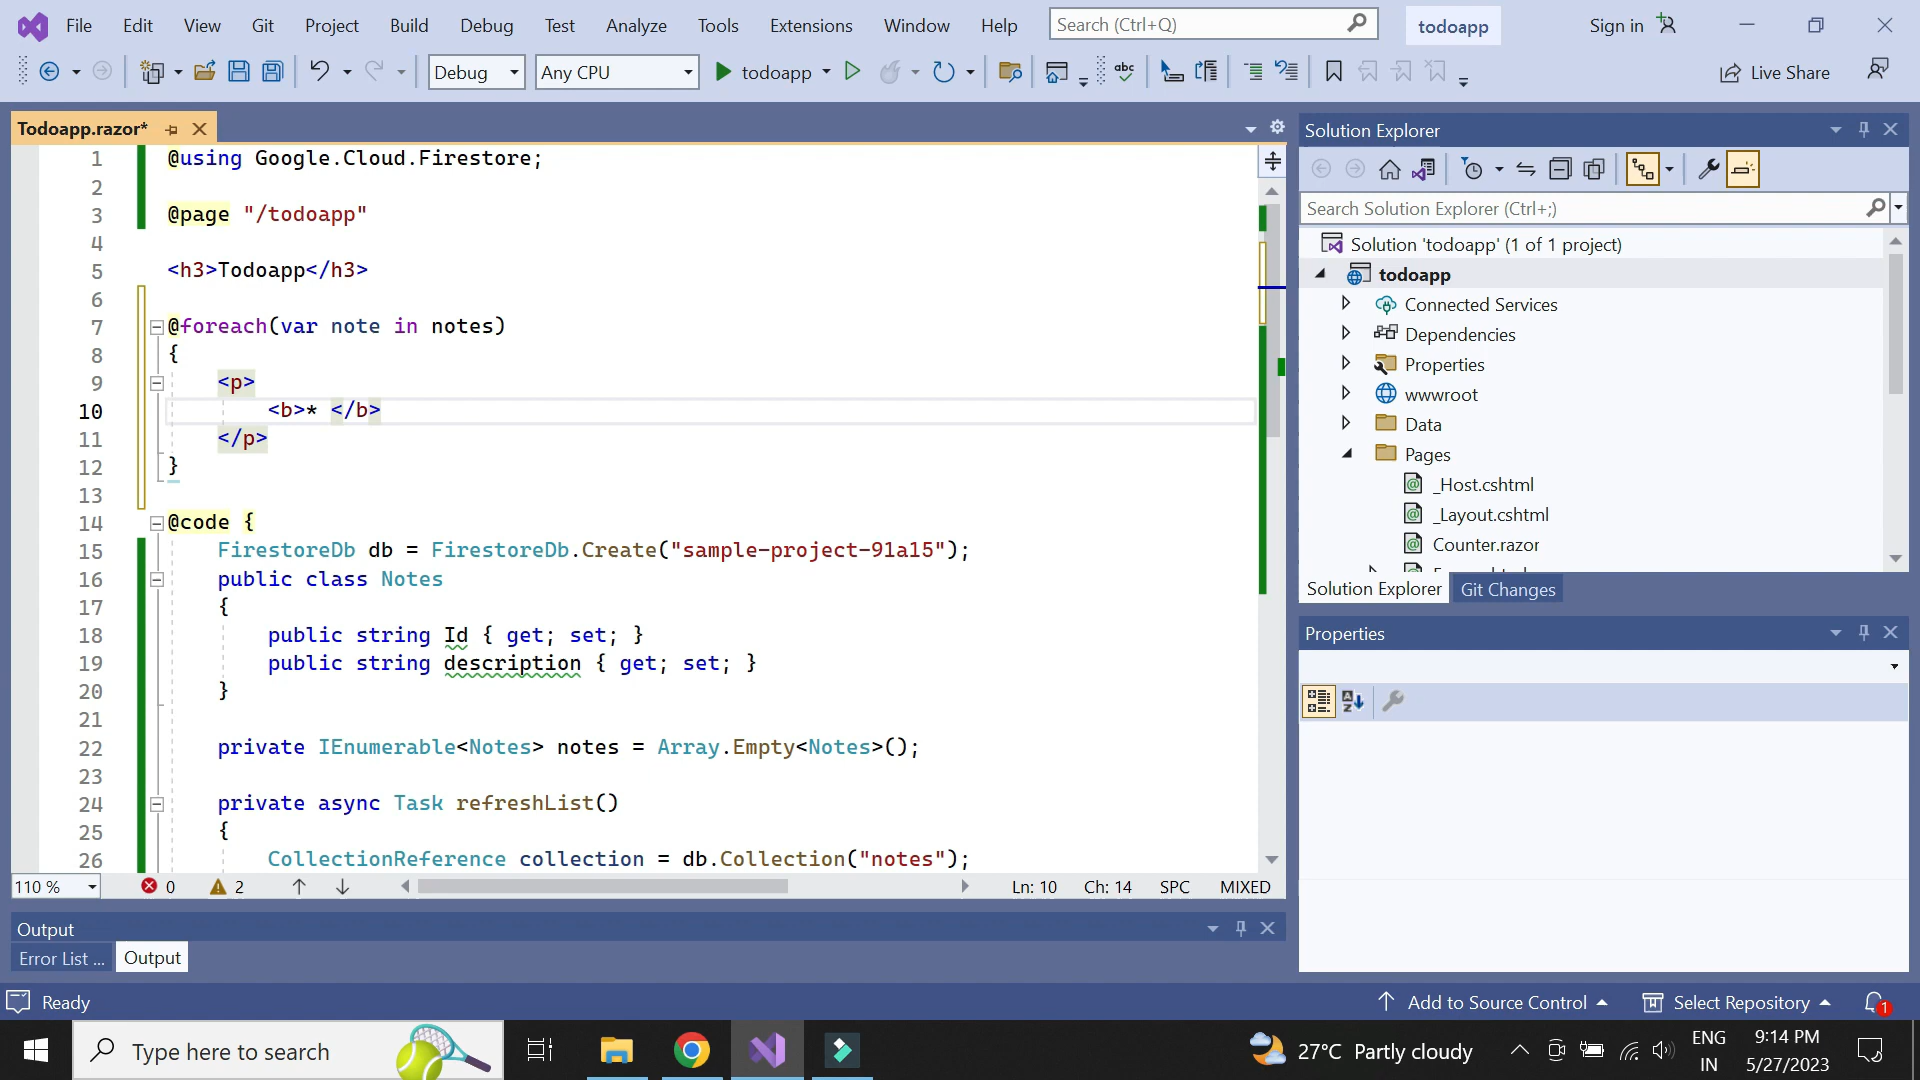 File Edit View Git Project Build Debug Test Analyze Tools Extensions Window Help Search (Ctrl+Q) todoapp Sign in
Debug Any CPU todoapp abc Live Share
Todoapp.razor*
1 @using Google.Cloud.Firestore;
2
3 @page "/todoapp"
4
5 <h3>Todoapp</h3>
6
7 @foreach(var note in notes)
8 {
9 <p>
10 <b>* </b>
11 </p>
12 }
13
14 @code {
15 FirestoreDb db = FirestoreDb.Create("sample-project-91a15");
16 public class Notes
17 {
18 public string Id { get; set; }
19 public string description { get; set; }
20 }
21
22 private IEnumerable<Notes> notes = Array.Empty<Notes>();
23
24 private async Task refreshList()
25 {
26 CollectionReference collection = db.Collection("notes");
110 % 0 2 Ln: 10 Ch: 14 SPC MIXED
Output
Error List ... Output
Solution Explorer
Search Solution Explorer (Ctrl+;)
Solution 'todoapp' (1 of 1 project)
todoapp
Connected Services
Dependencies
Properties
wwwroot
Data
Pages
_Host.cshtml
_Layout.cshtml
Counter.razor
Solution Explorer Git Changes
Properties
Ready Add to Source Control Select Repository 1
Type here to search 27°C Partly cloudy ENG IN 9:14 PM 5/27/2023